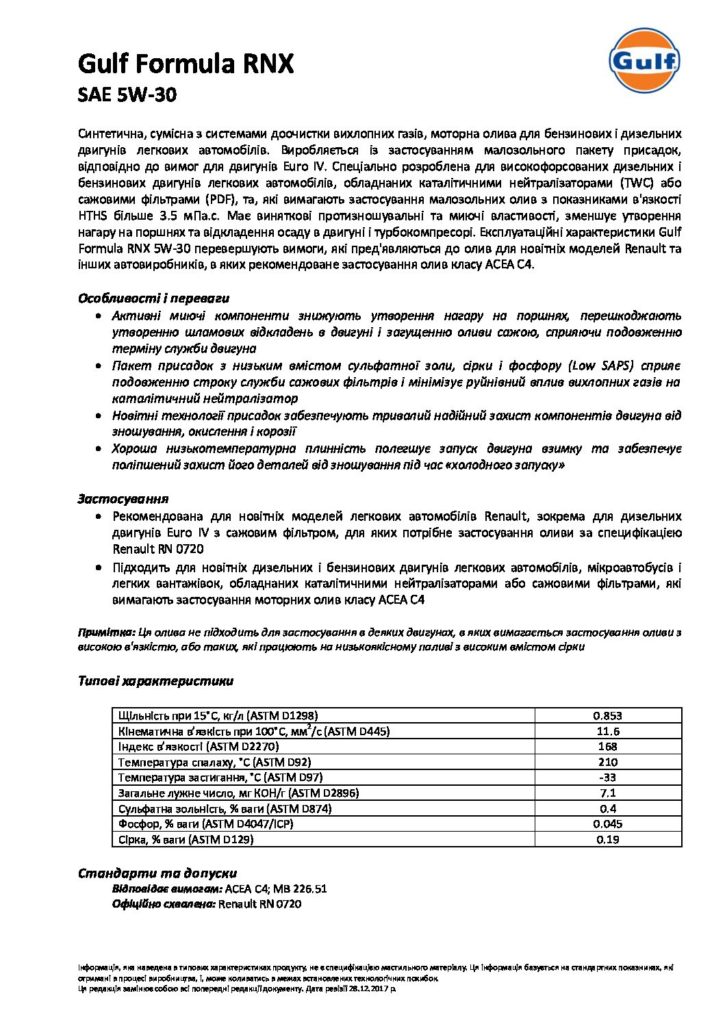 Gulf Formula RNX
SAE 5W-30
Gulf
Синтетична, сумісна з системами доочистки вихлопних газів, моторна олива для бензинових і дизельних
двигунів легкових автомобілів. Виробляється із застосуванням малозольного пакету присадок,
відповідно до вимог для двигунів Euro IV. Спеціально розроблена для високофорсованих дизельних і
бензинових двигунів легкових автомобілів, обладнаних каталітичними нейтралізаторами (TWC) або
сажовими фільтрами (PDF), та, які вимагають застосування малозольних олив з показниками в'язкості
HTHS більше 3.5 мПа.с. Має виняткові протизношувальні та миючі властивості, зменшує утворення
нагару на поршнях та відкладення осаду в двигуні і турбокомпресорі. Експлуатаційні характеристики Gulf
Formula RNX 5W-30 перевершують вимоги, які пред'являються до олив для новітніх моделей Renault та
інших автовиробників, в яких рекомендоване застосування олив класу ACEA C4.
Особливості і переваги
• Активні миючі компоненти знижують утворення нагару на поршнях, перешкоджають
утворенню шламових відкладень в двигуні і загущенню оливи сажою, сприяючи подовженню
терміну служби двигуна
• Пакет присадок з низьким вмістом сульфатної золи, сірки і фосфору (Low SAPS) сприяє
подовженню строку служби сажових фільтрів і мінімізує руйнівний вплив вихлопних газів на
каталітичний нейтралізатор
• Новітні технології присадок забезпечують тривалий надійний захист компонентів двигуна від
зношування, окислення і корозії
• Хороша низькотемпературна плинність полегшує запуск двигуна взимку та забезпечує
поліпшений захист його деталей від зношування під час «холодного запуску»
Застосування
• Рекомендована для новітніх моделей легкових автомобілів Renault, зокрема для дизельних
двигунів Euro IV з сажовим фільтром, для яких потрібне застосування оливи за специфікацією
Renault RN 0720
• Підходить для новітніх дизельних і бензинових двигунів легкових автомобілів, мікроавтобусів і
легких вантажівок, обладнаних каталітичними нейтралізаторами або сажовими фільтрами, які
вимагають застосування моторних олив класу ACEA C4
Примітка: Ця олива не підходить для застосування в деяких двигунах, в яких вимагається застосування оливи з
високою в'язкістю, або таких, які працюють на низькоякісному паливі з високим вмістом сірки
Типові характеристики
Щільність при 15°C, кг/л (ASTM D1298) 0.853
Кінематична в'язкість при 100°C, мм²/с (ASTM D445) 11.6
Індекс в'язкості (ASTM D2270) 168
Температура спалаху, °C (ASTM D92) 210
Температура застигання, °C (ASTM D97) -33
Загальне лужне число, мг КОН/г (ASTM D2896) 7.1
Сульфатна зольність, % ваги (ASTM D874) 0.4
Фосфор, % ваги (ASTM D4047/ICP) 0.045
Сірка, % ваги (ASTM D129) 0.19
Стандарти та допуски
Відповідає вимогам: ACEA C4; MB 226.51
Офіційно схвалена: Renault RN 0720
Інформація, яка наведена в типових характеристиках продукту, не є специфікацією мастильного матеріалу. Ця інформація базується на стандартних показниках, які
отримані в процесі виробництва, і, може коливатись в межах встановлених технологічних похибок.
Ця редакція замінює собою всі попередні редакції документу. Дата ревізії 28.12.2017 р.